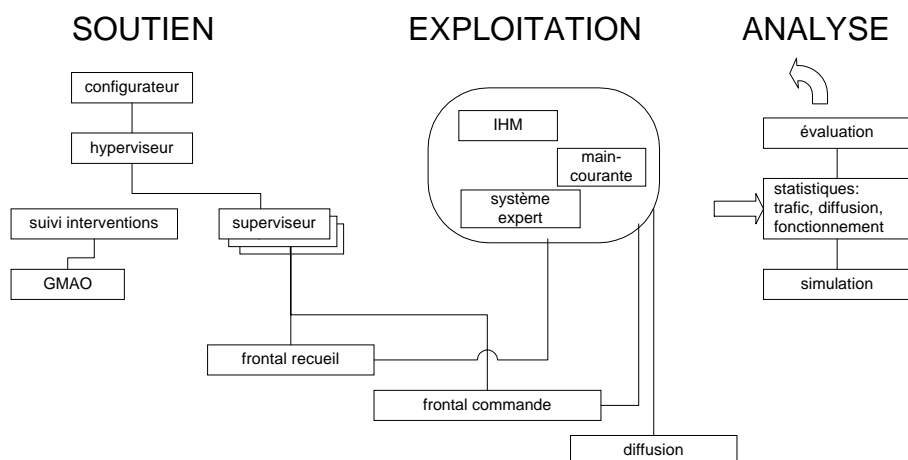 SOUTIEN
EXPLOITATION
ANALYSE
configurateur
hyperviseur
suivi interventions
GMAO
superviseur
frontal recueil
frontal commande
diffusion
IHM
main-
courante
système
expert
évaluation
statistiques:
trafic, diffusion,
fonctionnement
simulation